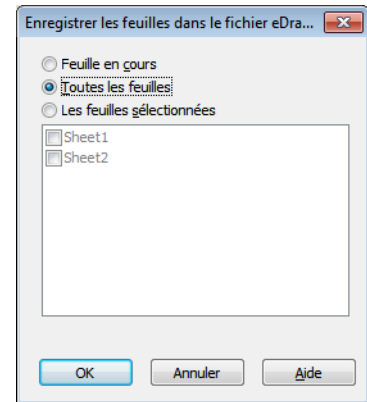 Enregistrer les feuilles dans le fichier eDra...
Feuille en cours
Toutes les feuilles
Les feuilles sélectionnées
Sheet1
Sheet2
OK Annuler Aide